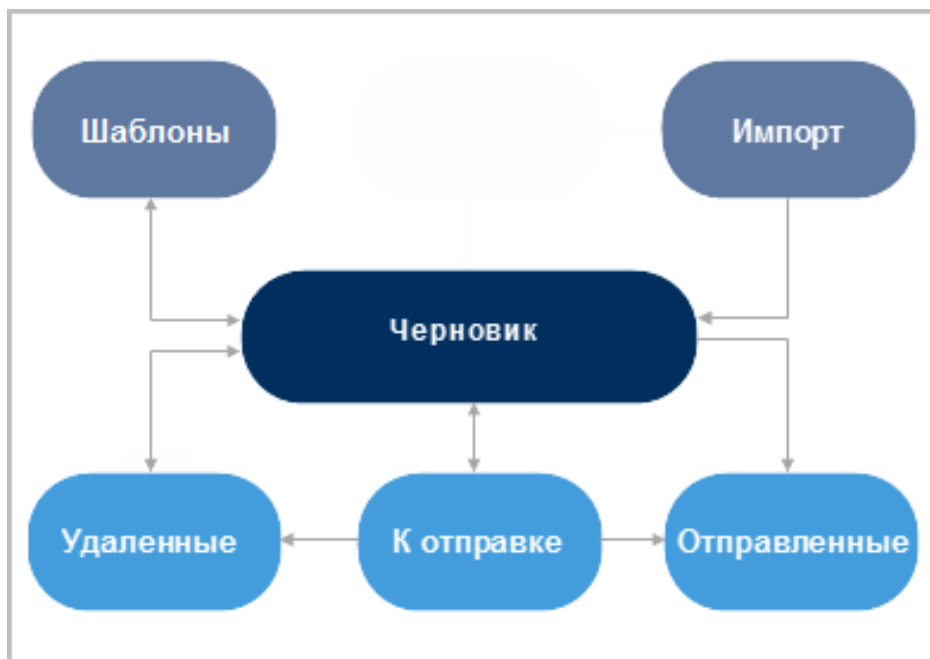 Шаблоны
Импорт
Черновик
Удаленные
К отправке
Отправленные